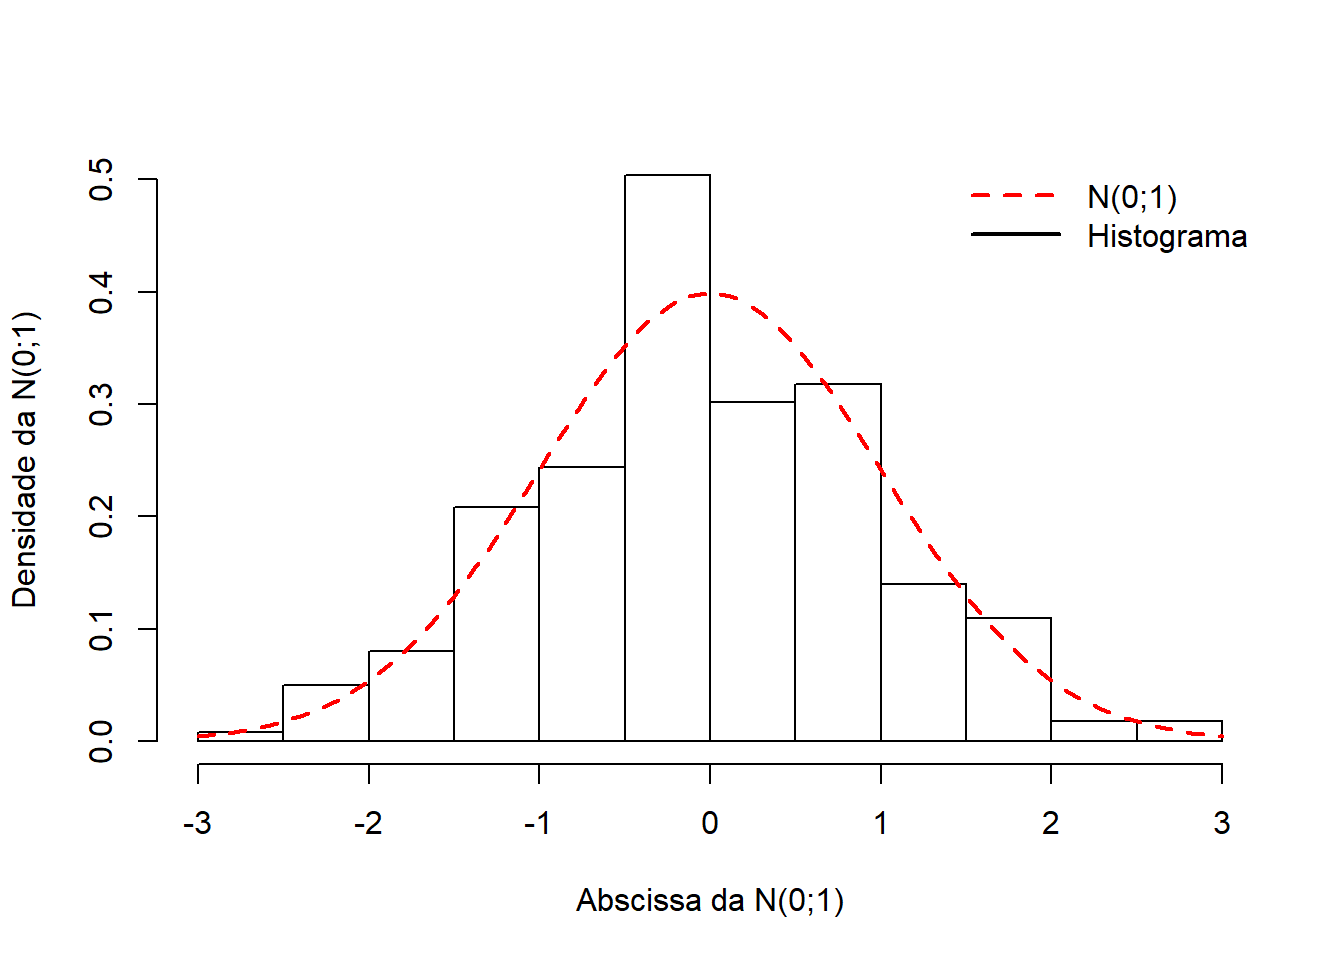 N(0;1)
Histograma
Densidade da N(0;1)
0.5
0.4
0.3
0.2
0.1
0.0
-3 -2 -1 0 1 2 3
Abscissa da N(0;1)